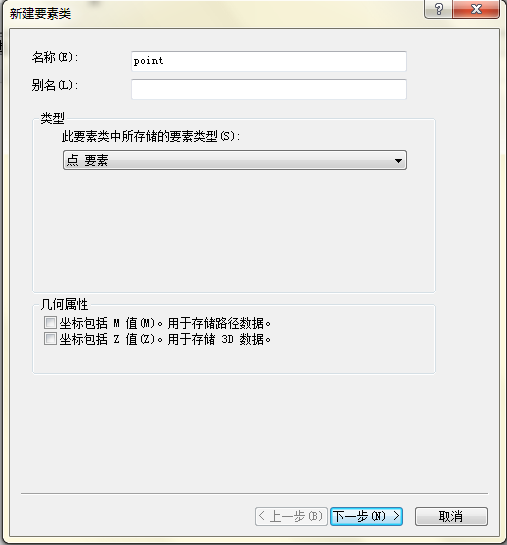 新建要素类
名称(E):
point
别名(L):
类型
此要素类中所存储的要素类型(S):
点 要素
几何属性
坐标包括 M 值(M)。用于存储路径数据。
坐标包括 Z 值(Z)。用于存储 3D 数据。
< 上一步(B)
下一步(N) >
取消